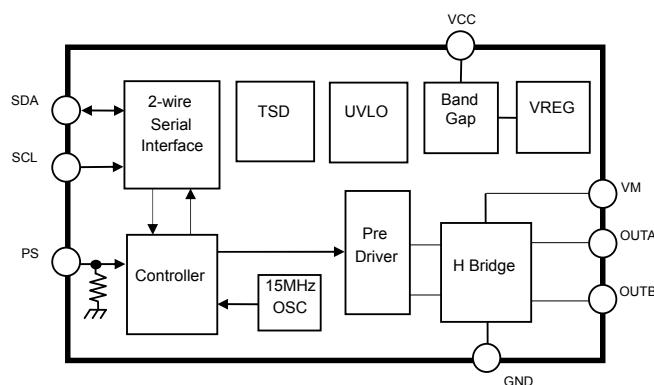 VCC
SDA
2-wire
Serial
Interface
TSD
UVLO
Band
Gap
VREG
SCL
VM
PS
Controller
Pre
Driver
H Bridge
OUTA
15MHz
OSC
OUTB
GND